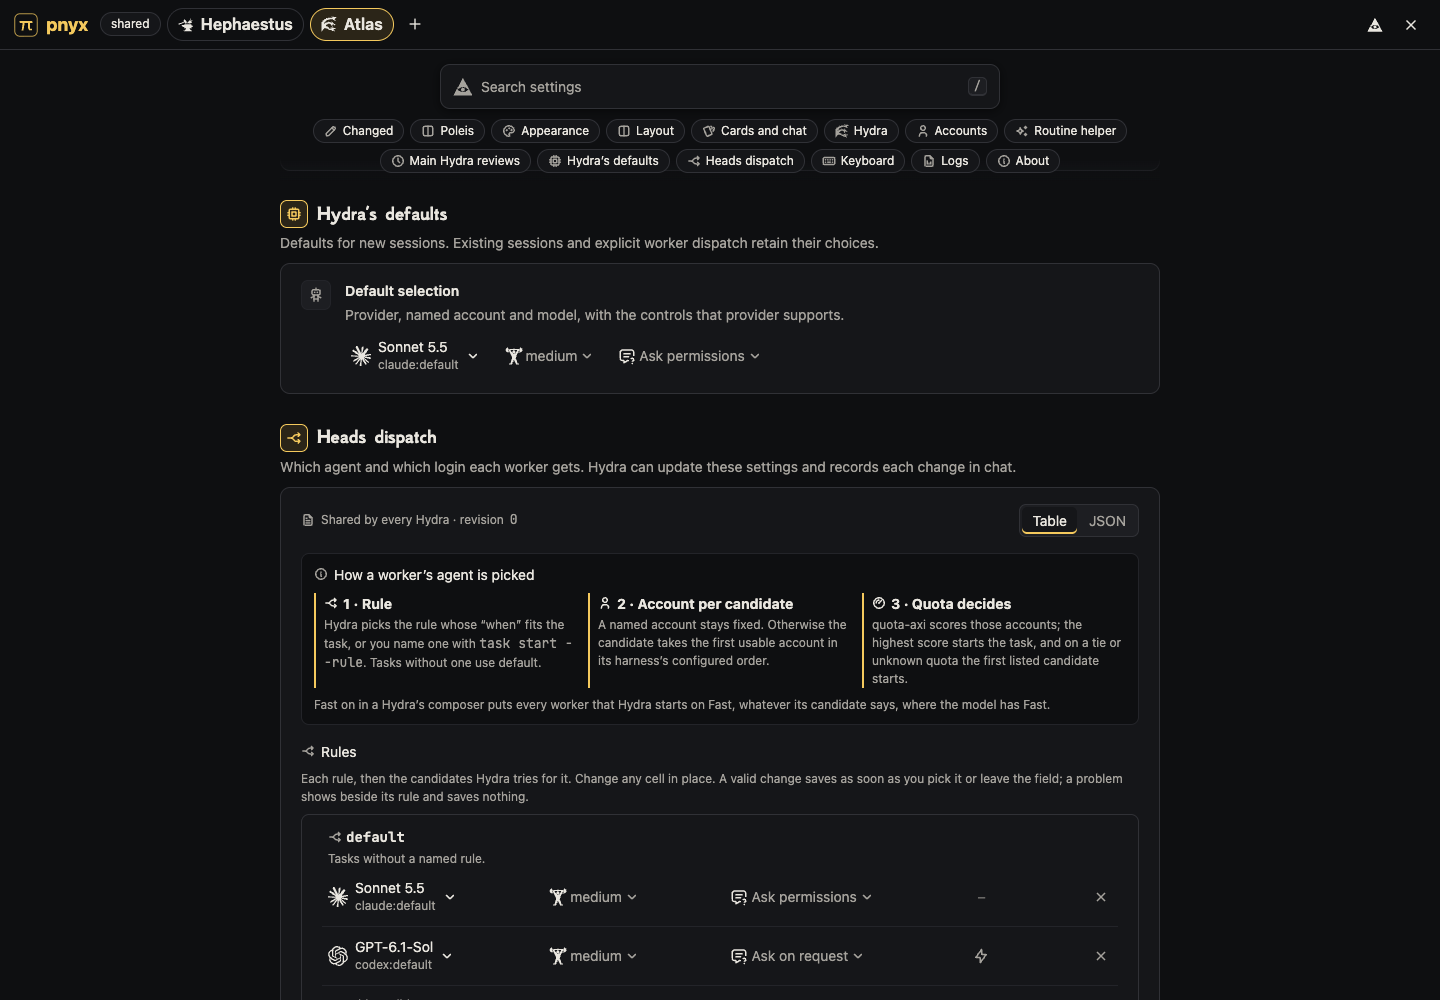 π pnyx shared Hephaestus Atlas +
Search settings /
Changed Poleis Appearance Layout Cards and chat Hydra Accounts Routine helper
Main Hydra reviews Hydra's defaults Heads dispatch Keyboard Logs About
Hydra's defaults
Defaults for new sessions. Existing sessions and explicit worker dispatch retain their choices.
Default selection
Provider, named account and model, with the controls that provider supports.
Sonnet 5.5
claude:default
medium
Ask permissions
Heads dispatch
Which agent and which login each worker gets. Hydra can update these settings and records each change in chat.
Shared by every Hydra · revision 0
Table JSON
How a worker's agent is picked
1 · Rule
Hydra picks the rule whose “when” fits the
task, or you name one with task start -
-rule. Tasks without one use default.
2 · Account per candidate
A named account stays fixed. Otherwise the
candidate takes the first usable account in
its harness's configured order.
3 · Quota decides
quota-axi scores those accounts; the
highest score starts the task, and on a tie or
unknown quota the first listed candidate
starts.
Fast on in a Hydra's composer puts every worker that Hydra starts on Fast, whatever its candidate says, where the model has Fast.
Rules
Each rule, then the candidates Hydra tries for it. Change any cell in place. A valid change saves as soon as you pick it or leave the field; a problem
shows beside its rule and saves nothing.
default
Tasks without a named rule.
Sonnet 5.5
claude:default
medium
Ask permissions
–
GPT-6.1-Sol
codex:default
medium
Ask on request